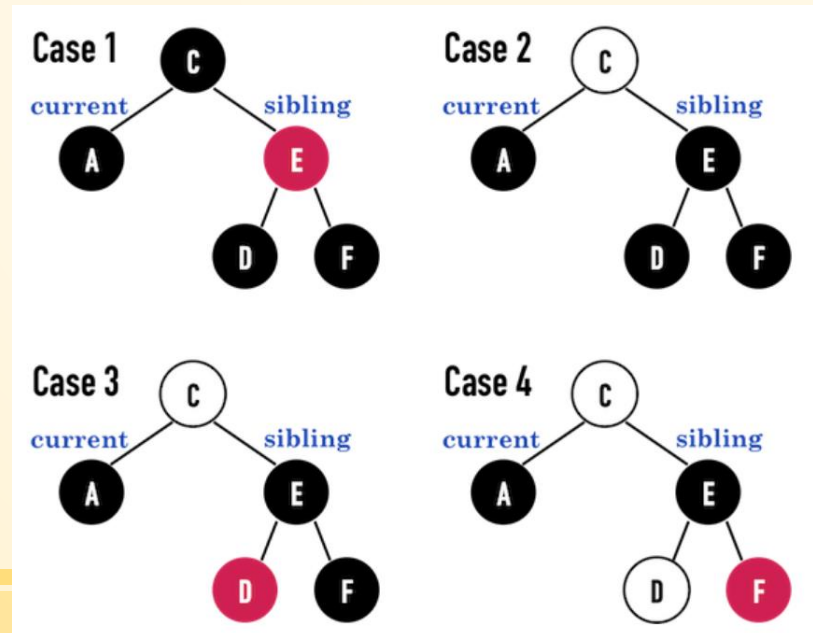 Case 1
C
current
sibling
A
E
D
F
Case 2
C
current
sibling
A
E
D
F
Case 3
C
current
sibling
A
E
D
F
Case 4
C
current
sibling
A
E
D
F